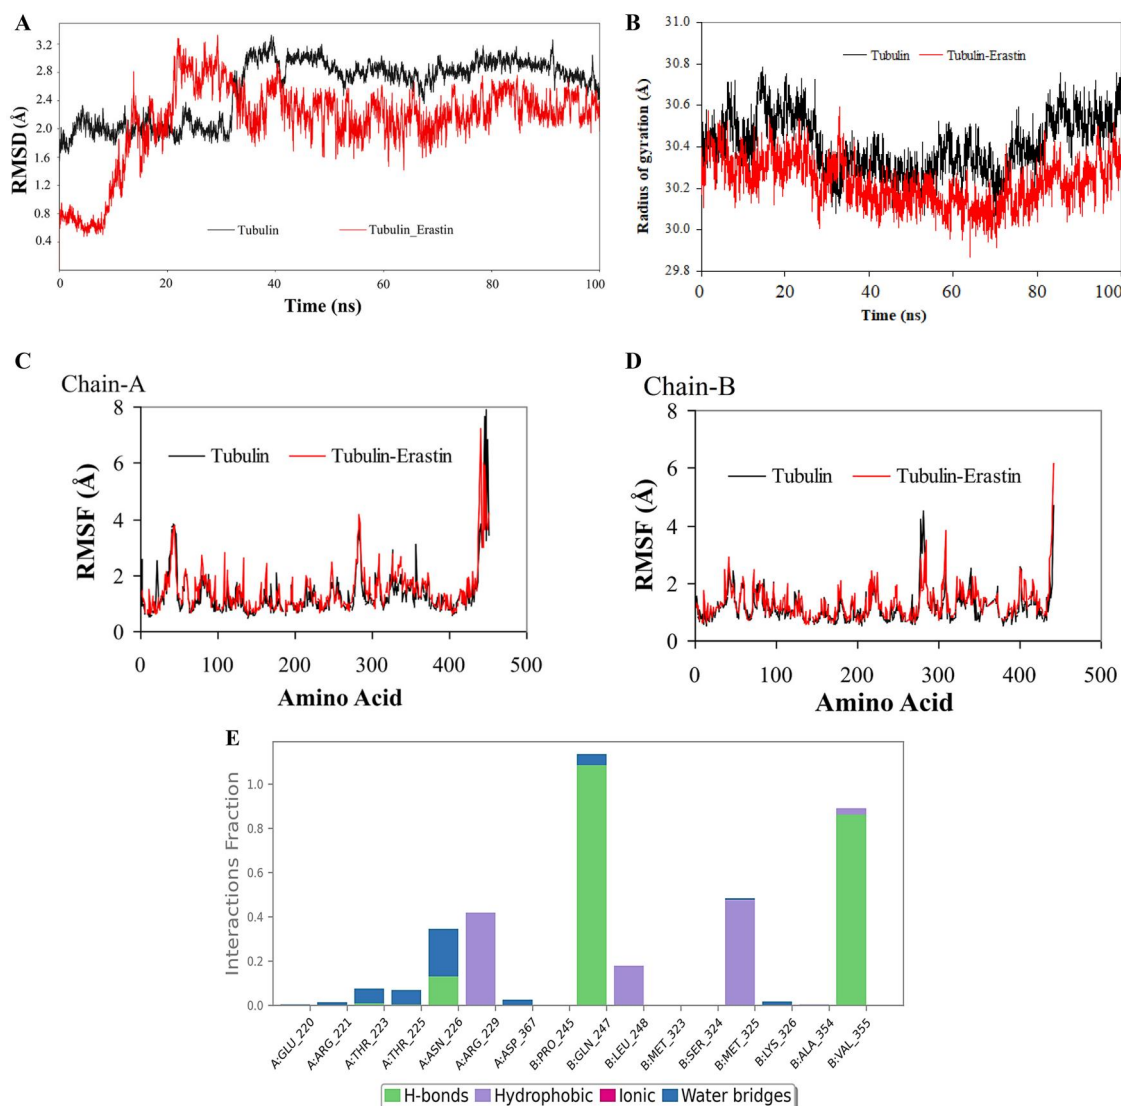 A
RMSD (Å)
3.2
2.8
2.4
2.0
1.6
1.2
0.8
0.4
Tubulin
Tubulin_Erastin
0
20
40
60
80
100
Time (ns)
B
Radius of gyration (Å)
31.0
30.8
30.6
30.4
30.2
30.0
29.8
Tubulin
Tubulin-Erastin
0
20
40
60
80
100
Time (ns)
C
Chain-A
RMSF (Å)
8
6
4
2
0
Tubulin
Tubulin-Erastin
0
100
200
300
400
500
Amino Acid
D
Chain-B
RMSF (Å)
8
6
4
2
0
Tubulin
Tubulin-Erastin
0
100
200
300
400
500
Amino Acid
E
Interactions Fraction
1.0
0.8
0.6
0.4
0.2
0.0
A:GLU_220
A:ARG_221
A:THR_223
A:THR_225
A:ASN_226
A:ARG_229
A:ASP_367
B:PRO_245
B:GLN_247
B:LEU_248
B:MET_323
B:SER_324
B:MET_325
B:LYS_326
B:ALA_354
B:VAL_355
H-bonds
Hydrophobic
Ionic
Water bridges